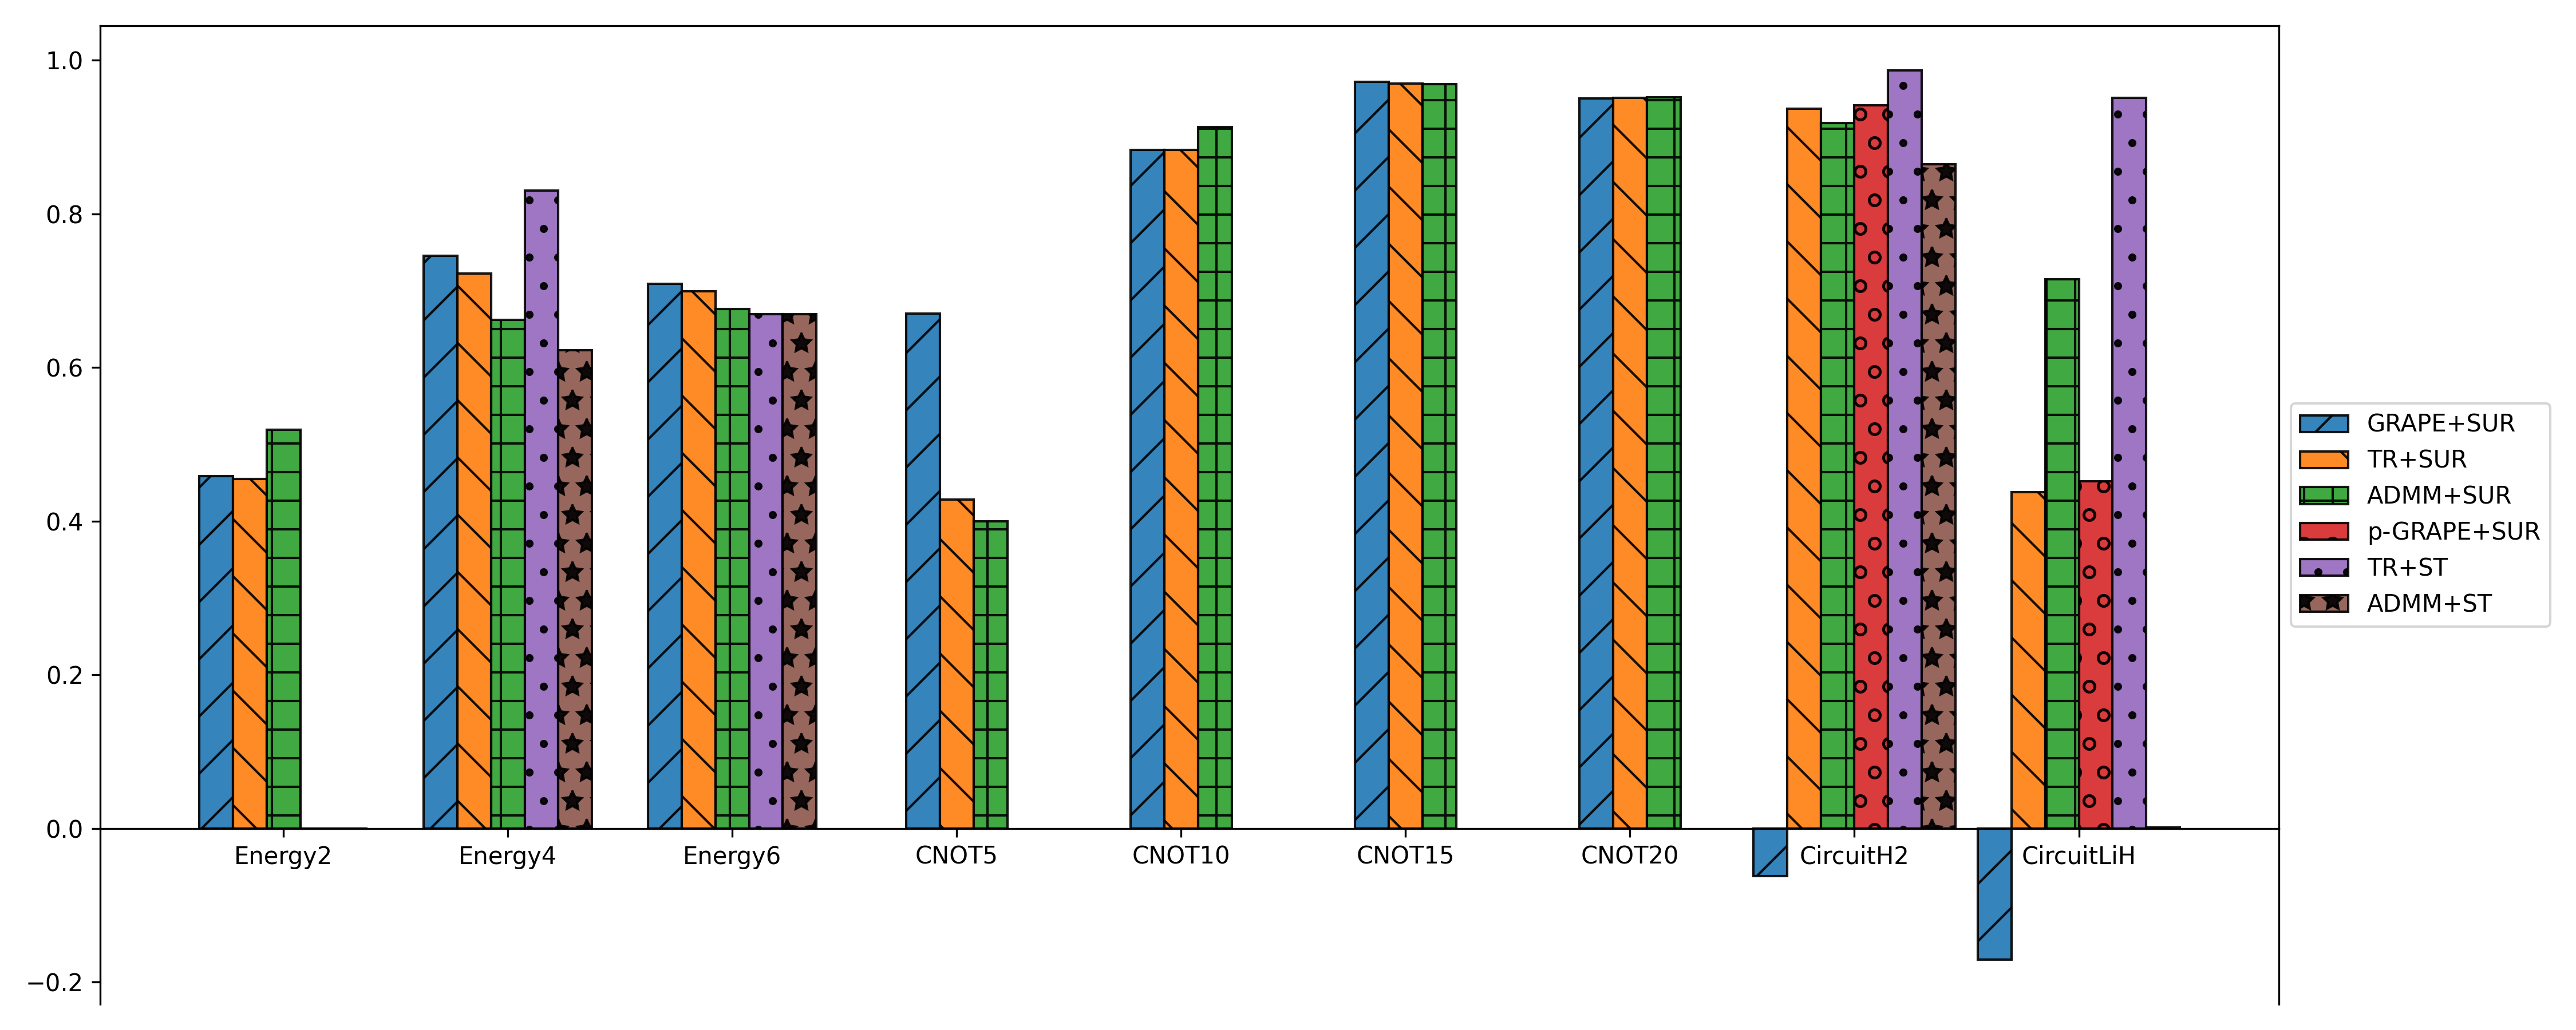 1.0
0.8
0.6
0.4
0.2
0.0
−0.2
Energy2
Energy4
Energy6
CNOT5
CNOT10
CNOT15
CNOT20
CircuitH2
CircuitLiH
GRAPE+SUR
TR+SUR
ADMM+SUR
p-GRAPE+SUR
TR+ST
ADMM+ST